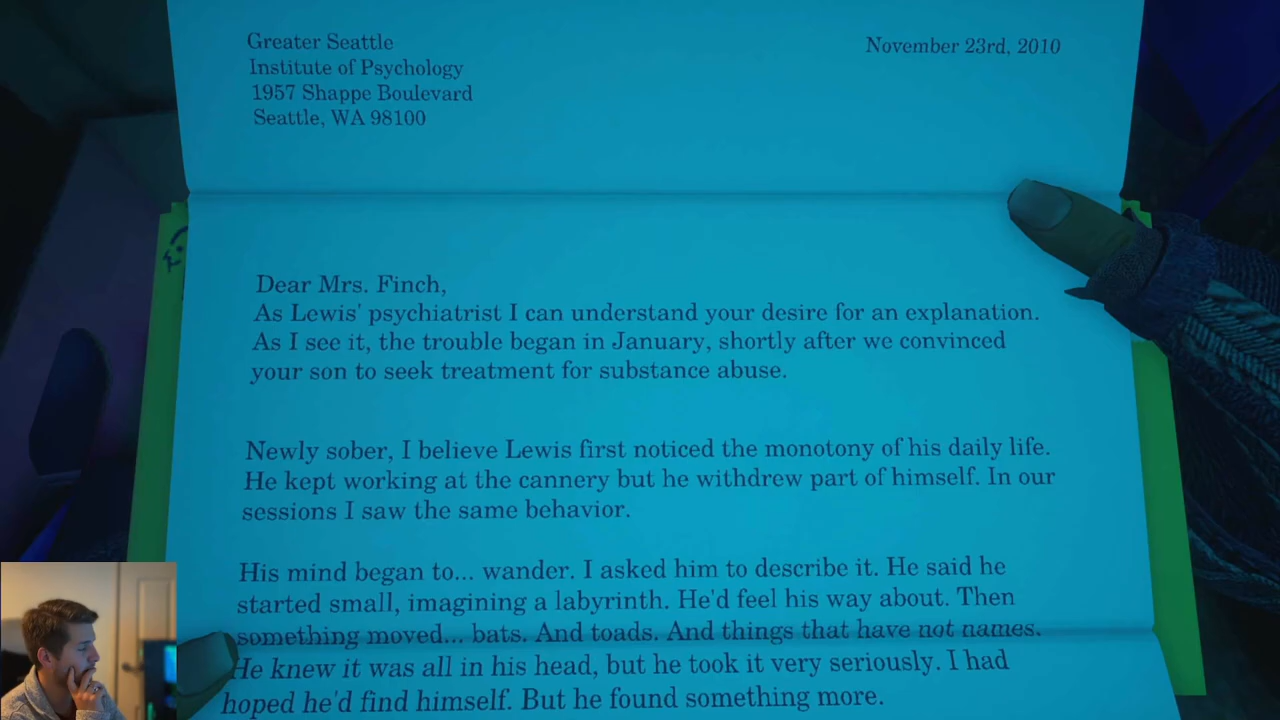 Greater Seattle
Institute of Psychology
1957 Shappe Boulevard
Seattle, WA 98100
November 23rd, 2010
Dear Mrs. Finch,
As Lewis' psychiatrist I can understand your desire for an explanation.
As I see it, the trouble began in January, shortly after we convinced
your son to seek treatment for substance abuse.
Newly sober, I believe Lewis first noticed the monotony of his daily life.
He kept working at the cannery but he withdrew part of himself. In our
sessions I saw the same behavior.
His mind began to... wander. I asked him to describe it. He said he
started small, imagining a labyrinth. He'd feel his way about. Then
something moved... bats. And toads. And things that have not names.
He knew it was all in his head, but he took it very seriously. I had
hoped he'd find himself. But he found something more.